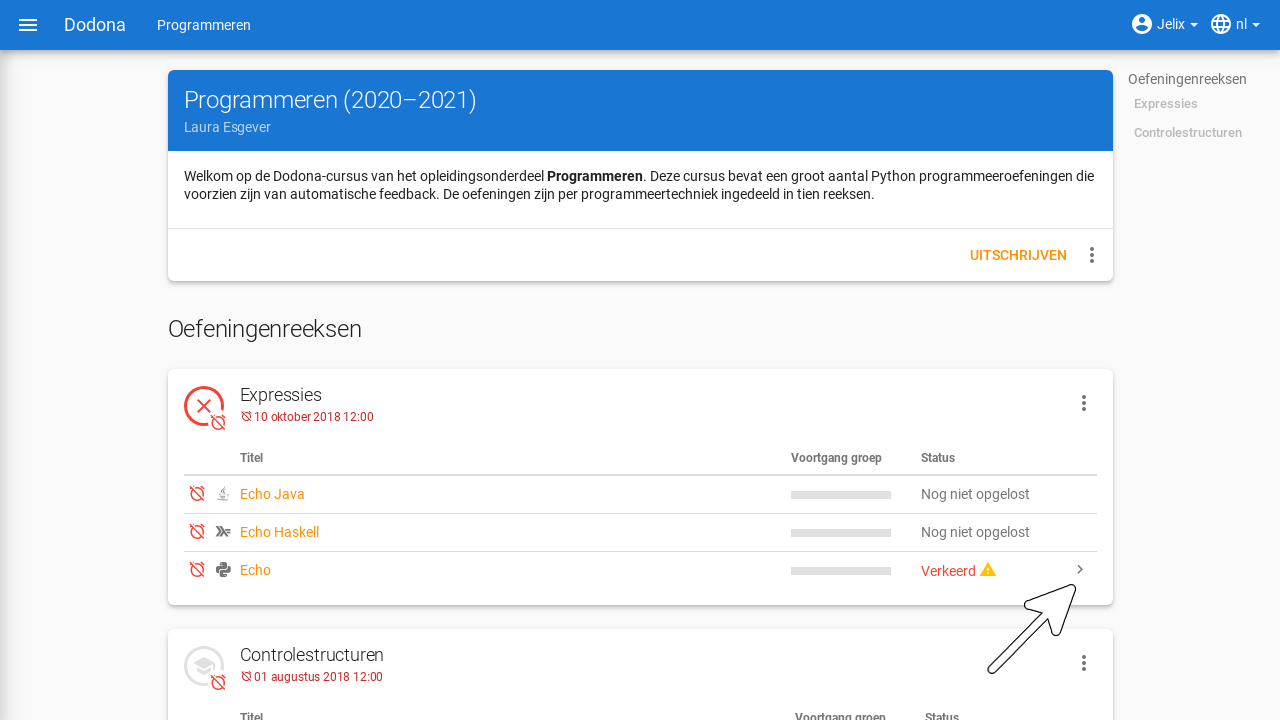 Dodona Programmeren Jelix nl
Programmeren (2020–2021)
Laura Esgever
Welkom op de Dodona-cursus van het opleidingsonderdeel Programmeren. Deze cursus bevat een groot aantal Python programmeeroefeningen die
voorzien zijn van automatische feedback. De oefeningen zijn per programmeertechniek ingedeeld in tien reeksen.
UITSCHRIJVEN
Oefeningenreeksen
Expressies
Controlestructuren
Oefeningenreeksen
Expressies
10 oktober 2018 12:00
Titel Voortgang groep Status
Echo Java Nog niet opgelost
Echo Haskell Nog niet opgelost
Echo Verkeerd
Controlestructuren
01 augustus 2018 12:00
Titel Voortgang groep Status